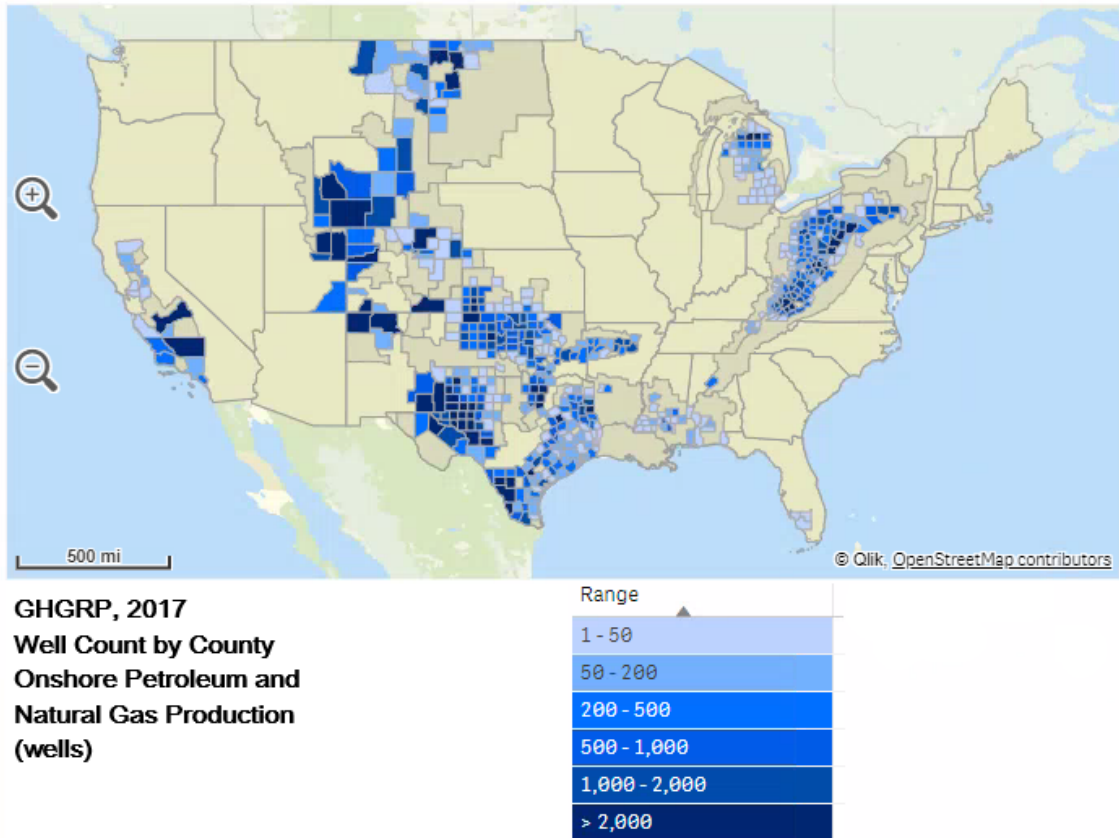 500 mi
© Qlik, OpenStreetMap contributors
GHGRP, 2017
Well Count by County
Onshore Petroleum and
Natural Gas Production
(wells)
Range
1 - 50
50 - 200
200 - 500
500 - 1,000
1,000 - 2,000
> 2,000